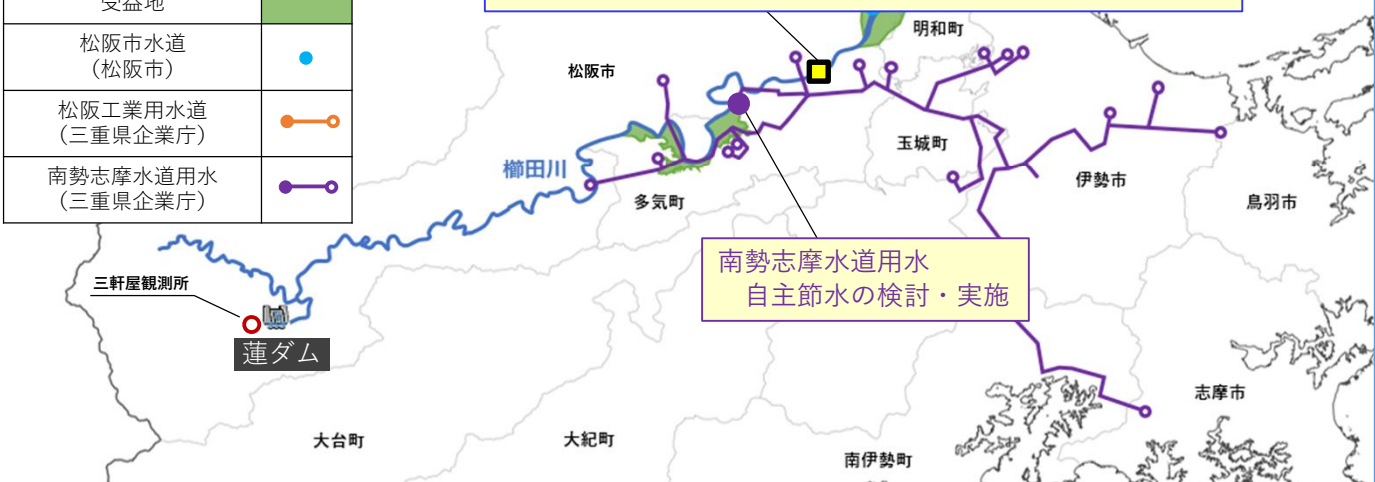 受益地
松阪市水道
(松阪市)
松阪工業用水道
(三重県企業庁)
南勢志摩水道用水
(三重県企業庁)
明和町
松阪市
玉城町
櫛田川
伊勢市
多気町
鳥羽市
南勢志摩水道用水
自主節水の検討・実施
三軒屋観測所
蓮ダム
志摩市
大台町
大紀町
南伊勢町